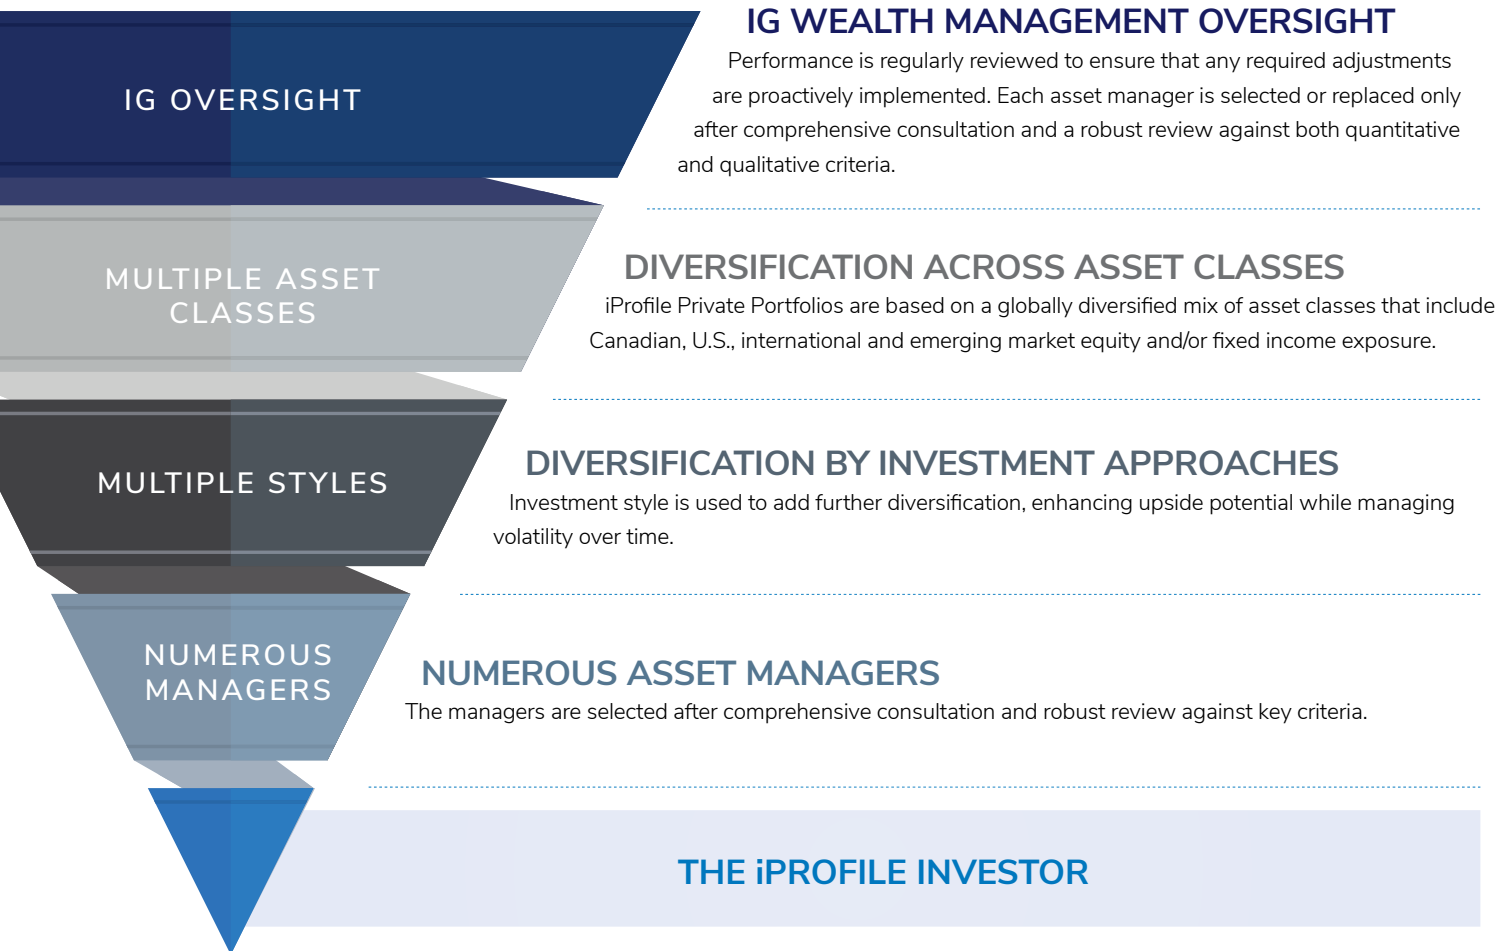 IG OVERSIGHT
IG WEALTH MANAGEMENT OVERSIGHT
Performance is regularly reviewed to ensure that any required adjustments
are proactively implemented. Each asset manager is selected or replaced only
after comprehensive consultation and a robust review against both quantitative
and qualitative criteria.
MULTIPLE ASSET
CLASSES
DIVERSIFICATION ACROSS ASSET CLASSES
iProfile Private Portfolios are based on a globally diversified mix of asset classes that include
Canadian, U.S., international and emerging market equity and/or fixed income exposure.
MULTIPLE STYLES
DIVERSIFICATION BY INVESTMENT APPROACHES
Investment style is used to add further diversification, enhancing upside potential while managing
volatility over time.
NUMEROUS
MANAGERS
NUMEROUS ASSET MANAGERS
The managers are selected after comprehensive consultation and robust review against key criteria.
THE iPROFILE INVESTOR